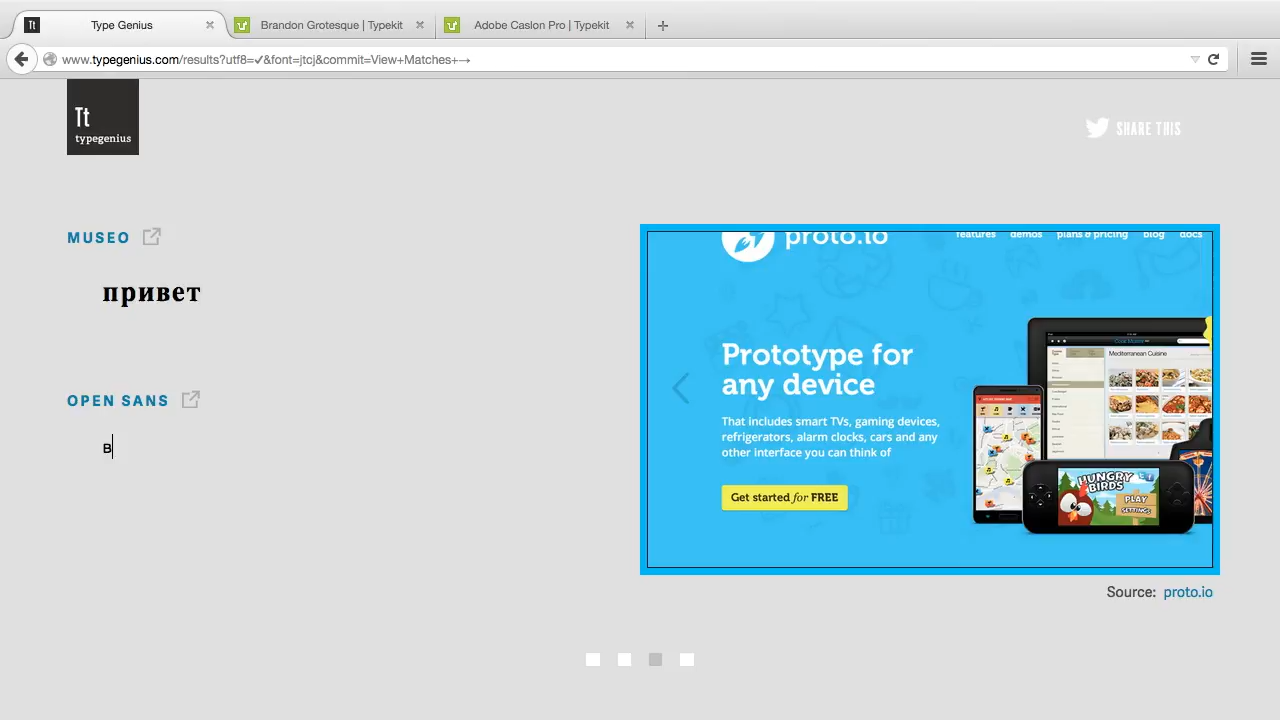 Type Genius
Brandon Grotesque | Typekit
Adobe Caslon Pro | Typekit
www.typegenius.com/results?utf8=✓&font=jtcj&commit=View+Matches+→
Tt
typegenius
SHARE THIS
MUSEO
привет
OPEN SANS
в
proto.io
features demos plans & pricing blog docs
Prototype for
any device
That includes smart TVs, gaming devices,
refrigerators, alarm clocks, cars and any
other interface you can think of
Get started for FREE
Mediterranean Cuisine
HUNGRY
BIRDS
PLAY
SETTINGS
Source: proto.io